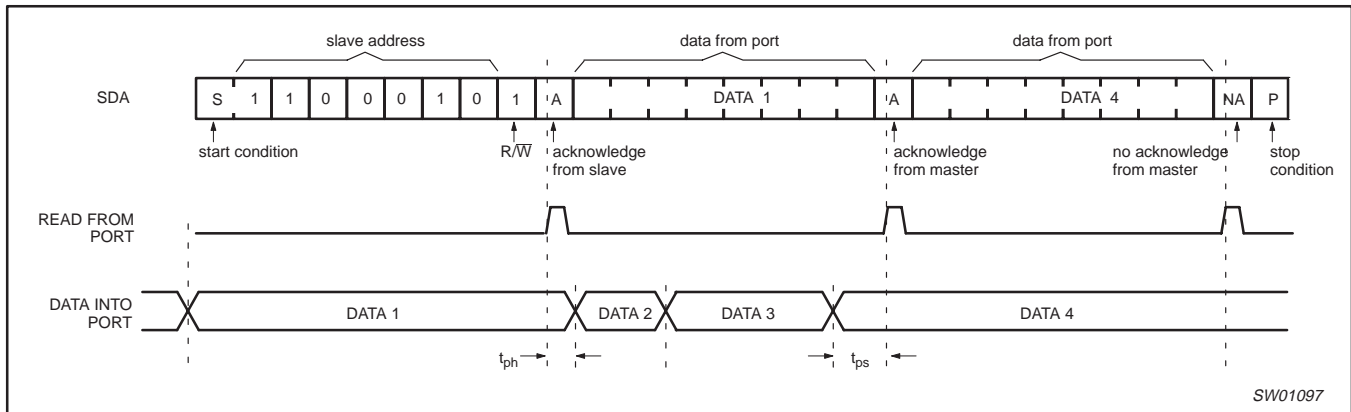 slave address data from port data from port
SDA S 1 1 0 0 0 1 0 1 A DATA 1 A DATA 4 NA P
start condition R/W̅ acknowledge acknowledge no acknowledge stop
from slave from master from master condition
READ FROM
PORT
DATA INTO
PORT
DATA 1 DATA 2 DATA 3 DATA 4
tph tps
SW01097